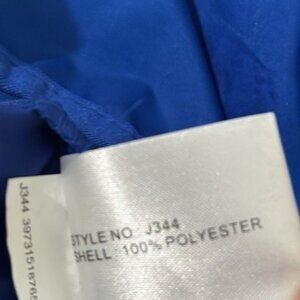 STYLE NO. J344
SHELL 100% POLYESTER
J344